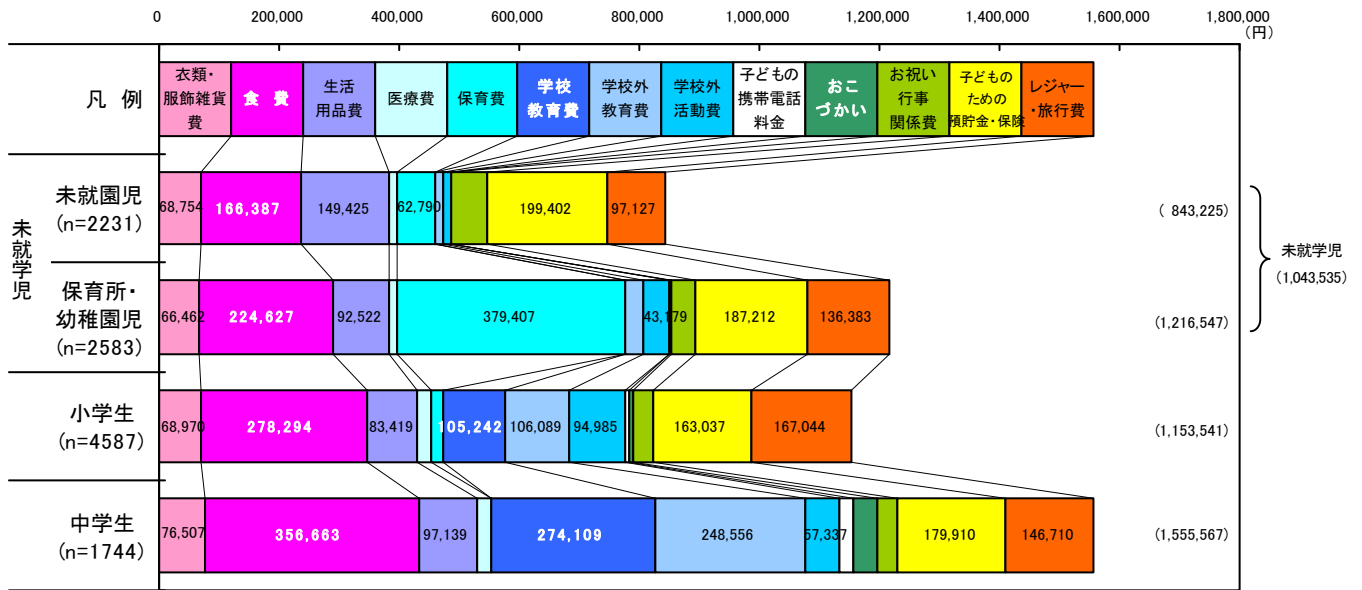 0 200,000 400,000 600,000 800,000 1,000,000 1,200,000 1,400,000 1,600,000 1,800,000
(円)
凡 例
衣類・
服飾雑貨
費
食 費
生活
用品費
医療費
保育費
学校
教育費
学校外
教育費
学校外
活動費
子どもの
携帯電話
料金
おこ
づかい
お祝い
行事
関係費
子どもの
ための
預貯金・保険
レジャー
・旅行費
未就学児
未就園児
(n=2231)
68,754 166,387 149,425 62,790 199,402 97,127
( 843,225)
保育所・
幼稚園児
(n=2583)
66,462 224,627 92,522 379,407 43,179 187,212 136,383
(1,216,547)
未就学児
(1,043,535)
小学生
(n=4587)
68,970 278,294 83,419 105,242 106,089 94,985 163,037 167,044
(1,153,541)
中学生
(n=1744)
76,507 356,663 97,139 274,109 248,556 57,337 179,910 146,710
(1,555,567)